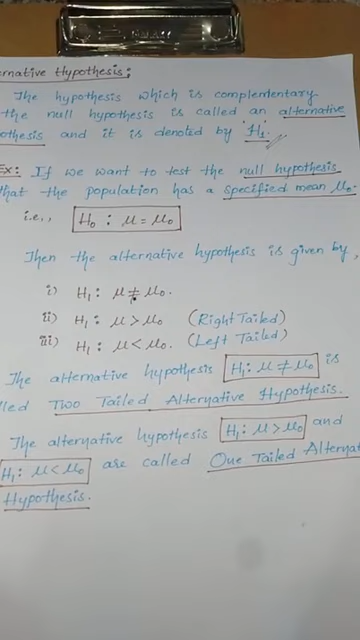 ernative Hypothesis:
The hypothesis which is complementary
the null hypothesis is called an alternative
othesis and it is denoted by H₁.
Ex: If we want to test the null hypothesis
that the population has a specified mean μ₀.
i.e., H₀ : μ = μ₀
Then the alternative hypothesis is given by,
i) H₁ : μ ≠ μ₀.
ii) H₁ : μ > μ₀ (Right Tailed)
iii) H₁ : μ < μ₀. (Left Tailed)
The alternative hypothesis H₁ : μ ≠ μ₀ is
lled Two Tailed Alternative Hypothesis.
The alternative hypothesis H₁ : μ > μ₀ and
H₁ : μ < μ₀ are called One Tailed Alternat
Hypothesis.